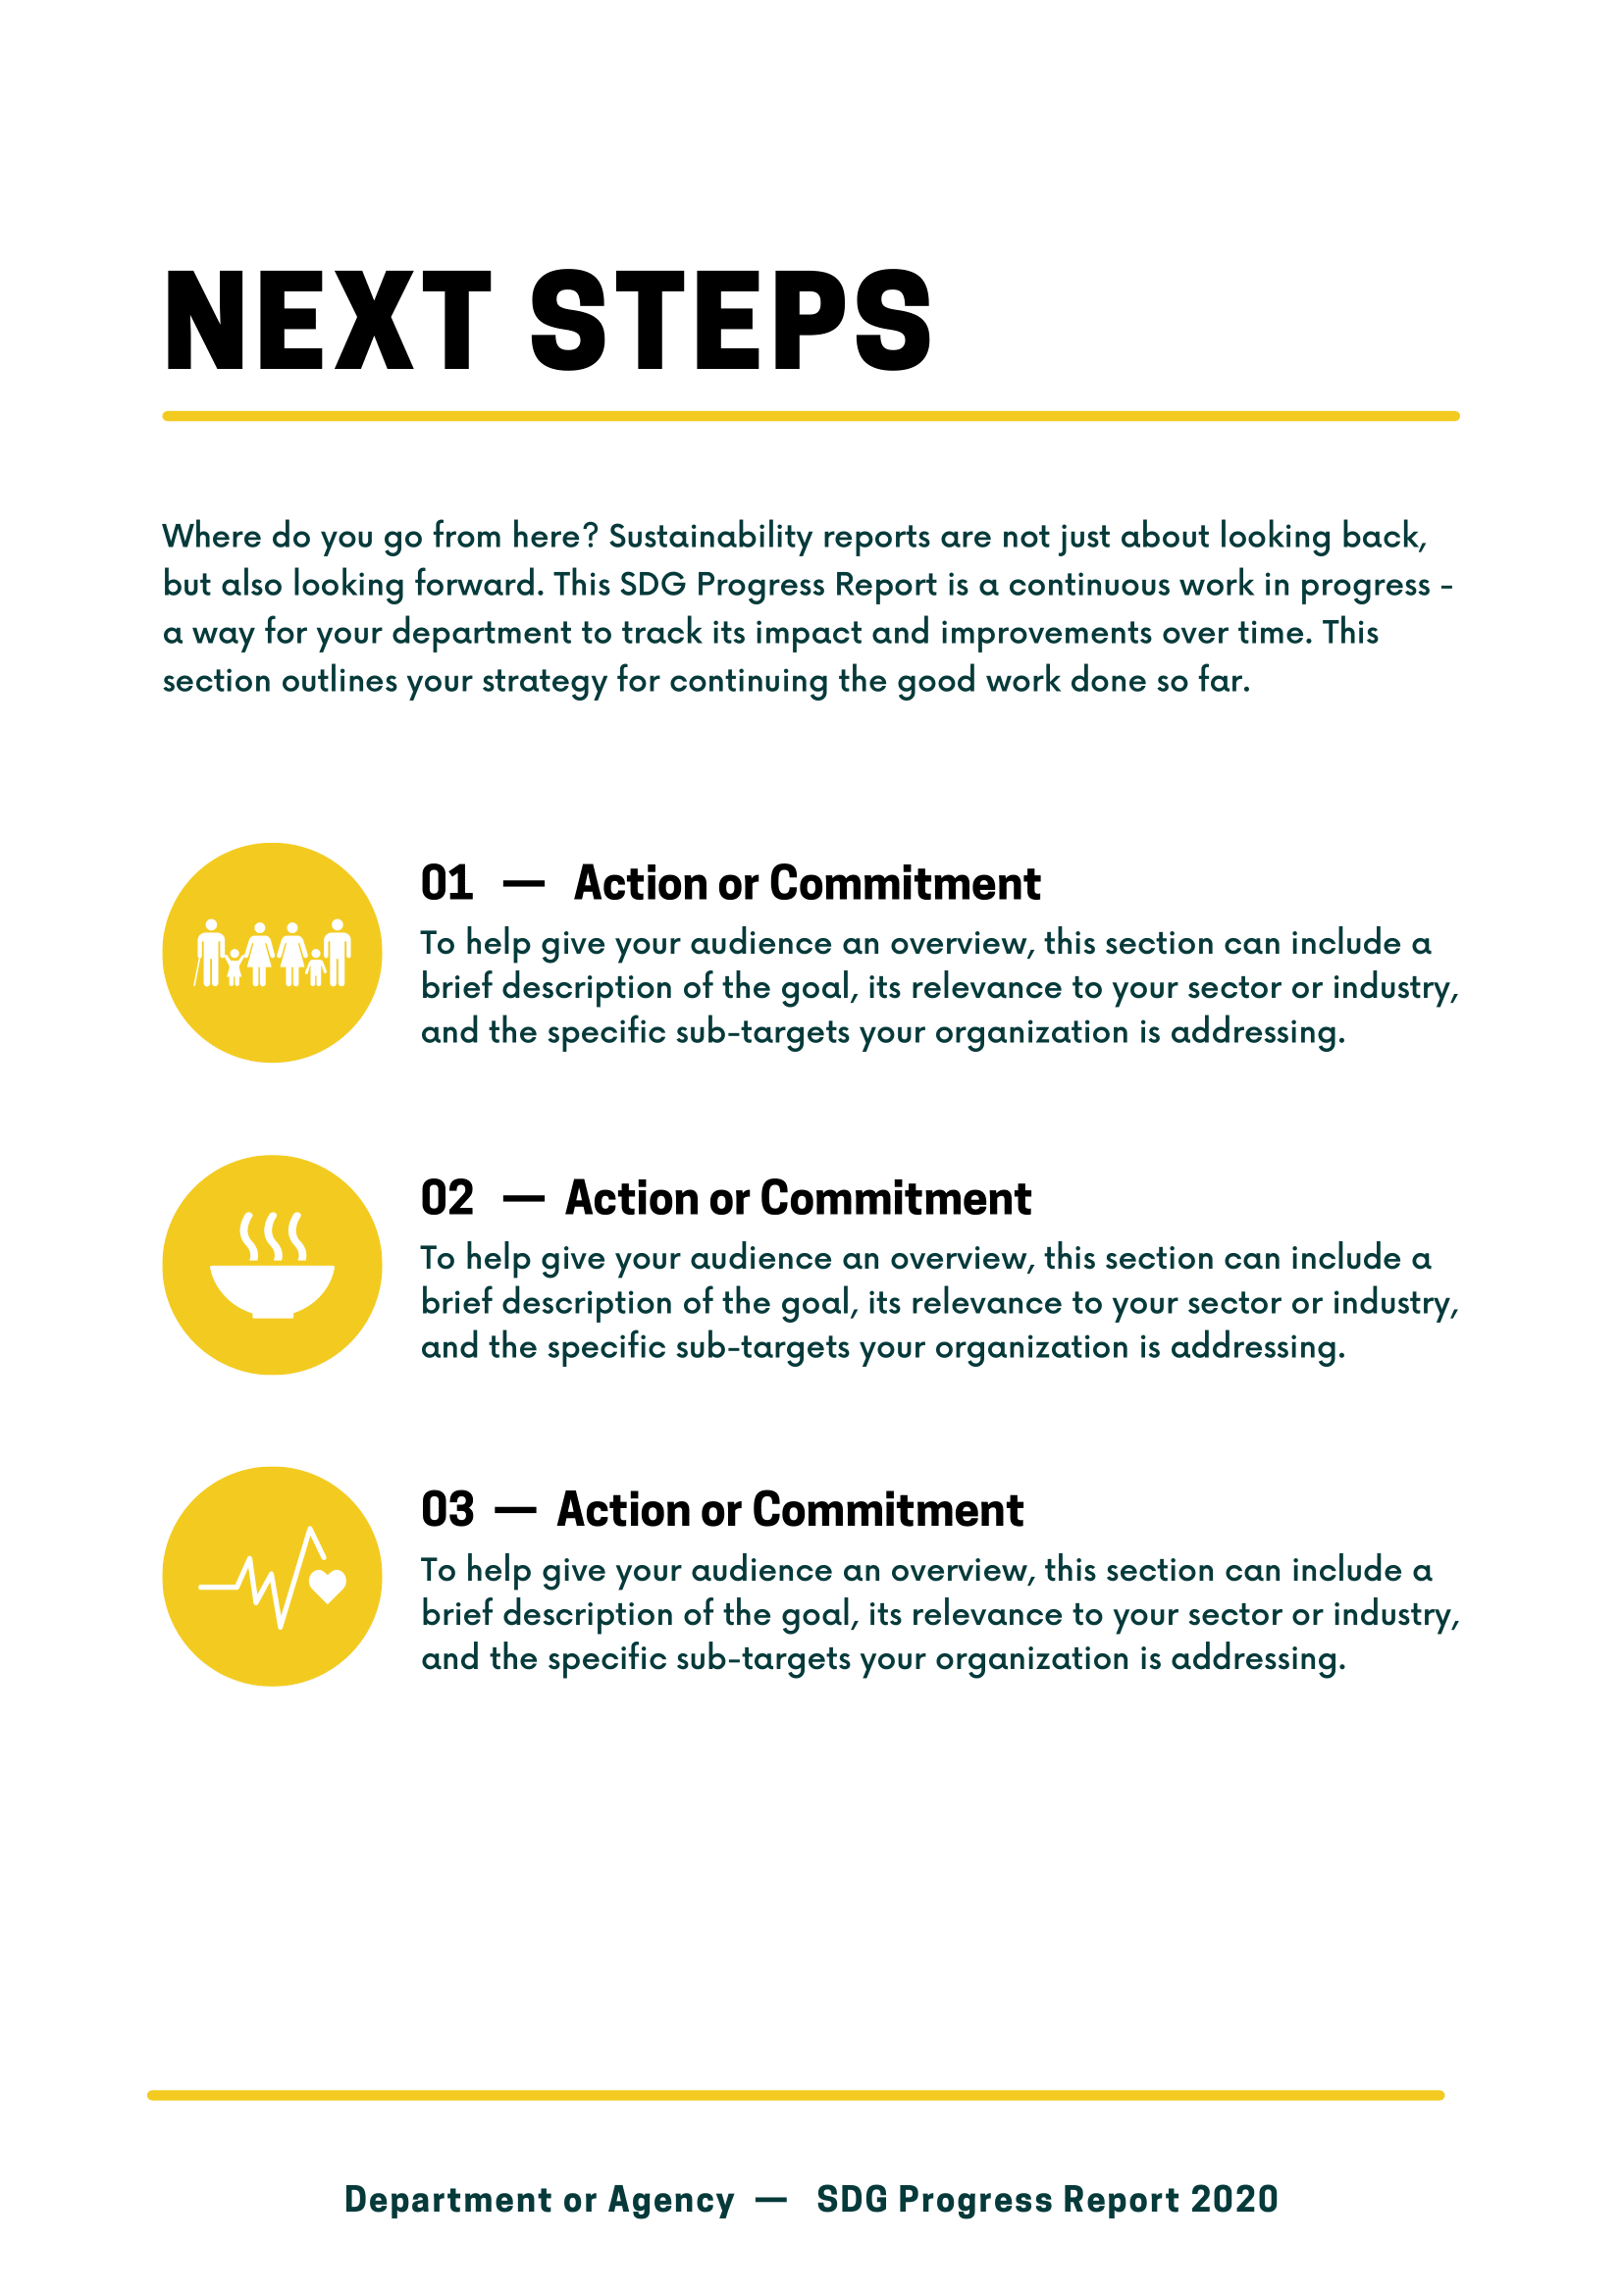 NEXT STEPS
Where do you go from here? Sustainability reports are not just about looking back,
but also looking forward. This SDG Progress Report is a continuous work in progress -
a way for your department to track its impact and improvements over time. This
section outlines your strategy for continuing the good work done so far.
01 — Action or Commitment
To help give your audience an overview, this section can include a
brief description of the goal, its relevance to your sector or industry,
and the specific sub-targets your organization is addressing.
02 — Action or Commitment
To help give your audience an overview, this section can include a
brief description of the goal, its relevance to your sector or industry,
and the specific sub-targets your organization is addressing.
03 — Action or Commitment
To help give your audience an overview, this section can include a
brief description of the goal, its relevance to your sector or industry,
and the specific sub-targets your organization is addressing.
Department or Agency — SDG Progress Report 2020